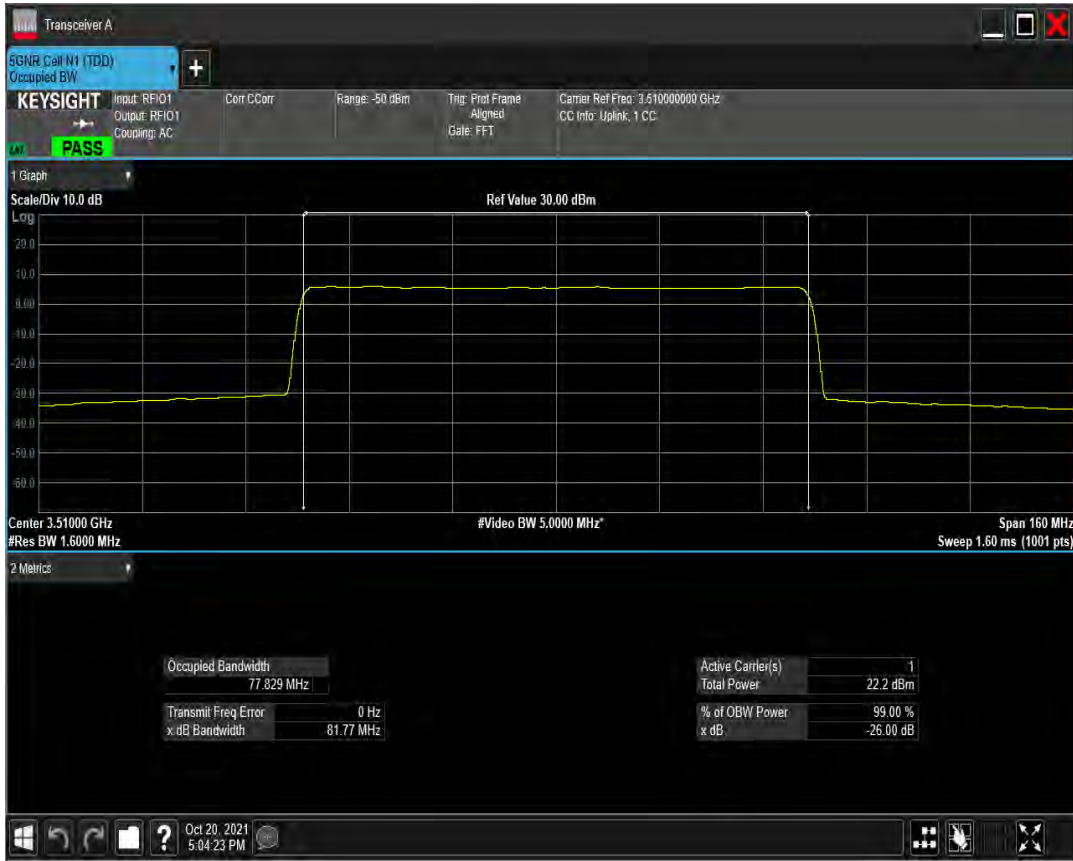 Transceiver A
5GNR Cell N1 (TDD)
Occupied BW
+
KEYSIGHT
PASS
Input: RFIO1
Output: RFIO1
Coupling: AC
Corr CCorr
Range: -50 dBm
Trig: Prot Frame
Aligned
Gate: FFT
Carrier Ref Freq: 3.510000000 GHz
CC Info: Uplink, 1 CC
1 Graph
Scale/Div 10.0 dB
Ref Value 30.00 dBm
Log
20.0
10.0
0.00
-10.0
-20.0
-30.0
-40.0
-50.0
-60.0
Center 3.51000 GHz
#Video BW 5.0000 MHz*
Span 160 MHz
#Res BW 1.6000 MHz
Sweep 1.60 ms (1001 pts)
2 Metrics
Occupied Bandwidth
77.829 MHz
Transmit Freq Error 0 Hz
x dB Bandwidth 81.77 MHz
Active Carrier(s) 1
Total Power 22.2 dBm
% of OBW Power 99.00 %
x dB -26.00 dB
?
Oct 20, 2021
5:04:23 PM